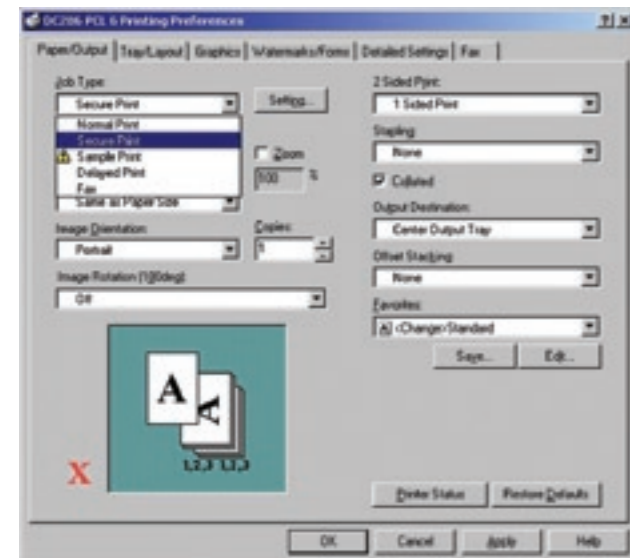 DC286 PCL 6 Printing Preferences
? X
Paper/Output Tray/Layout Graphics Watermarks/Forms Detailed Settings Fax
Job Type:
Secure Print
Setting...
Normal Print
Secure Print
Sample Print
Delayed Print
Fax
Same as Paper Size
Zoom
100 %
Image Orientation:
Portrait
Copies:
1
Image Rotation (180deg):
Off
A A
1,2,3 1,2,3
X
2 Sided Print:
1 Sided Print
Stapling:
None
Collated
Output Destination:
Center Output Tray
Offset Stacking:
None
Favorites:
A <Change>Standard
Save... Edit...
Printer Status Restore Defaults
OK Cancel Apply Help